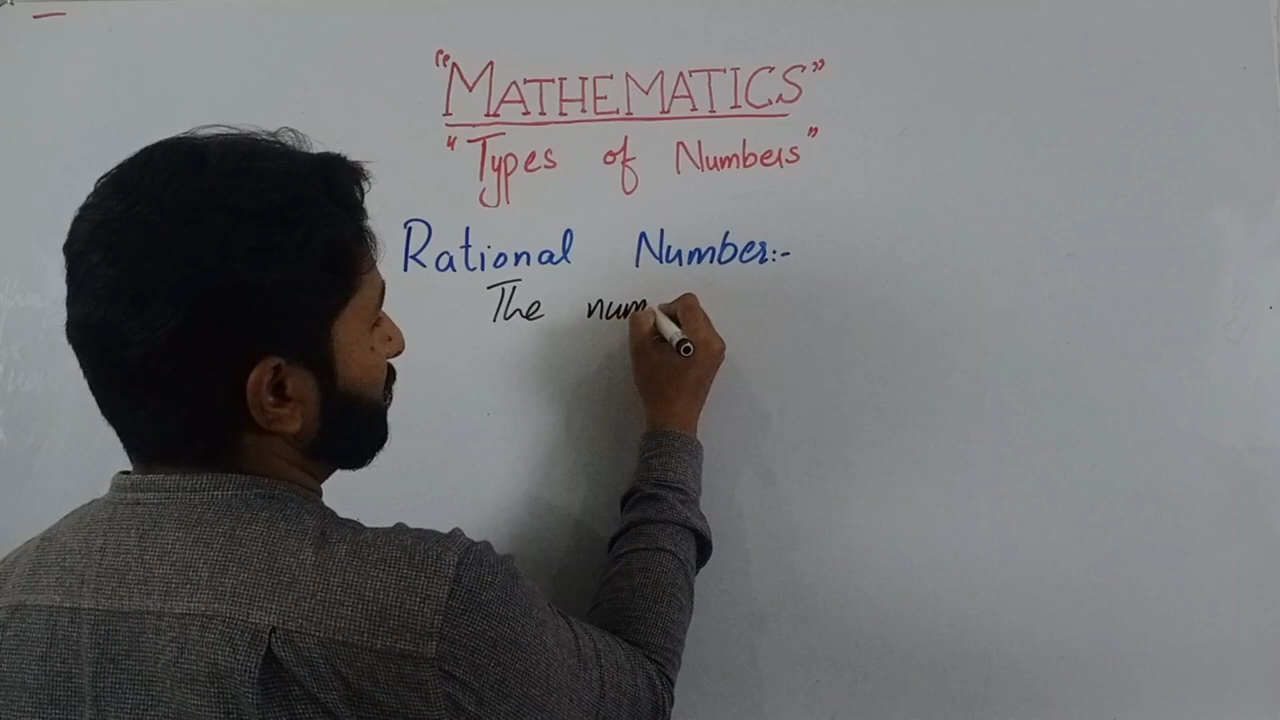 "MATHEMATICS"
"Types of Numbers"
Rational Number:-
The num